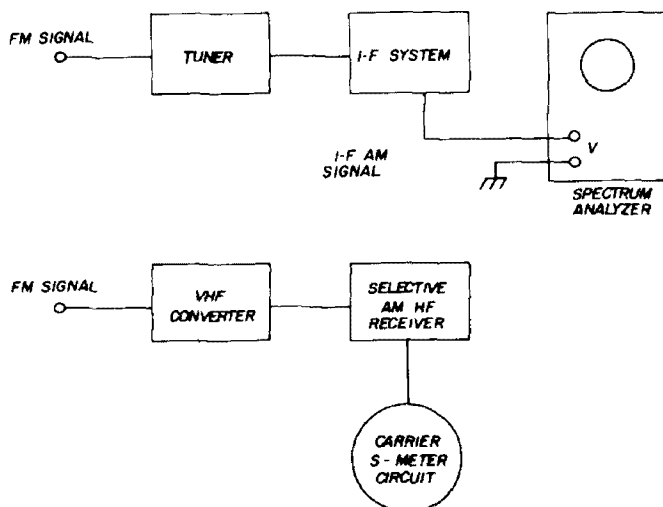 FM SIGNAL
TUNER
I-F SYSTEM
I-F AM
SIGNAL
V
SPECTRUM
ANALYZER
FM SIGNAL
VHF
CONVERTER
SELECTIVE
AM HF
RECEIVER
CARRIER
S-METER
CIRCUIT